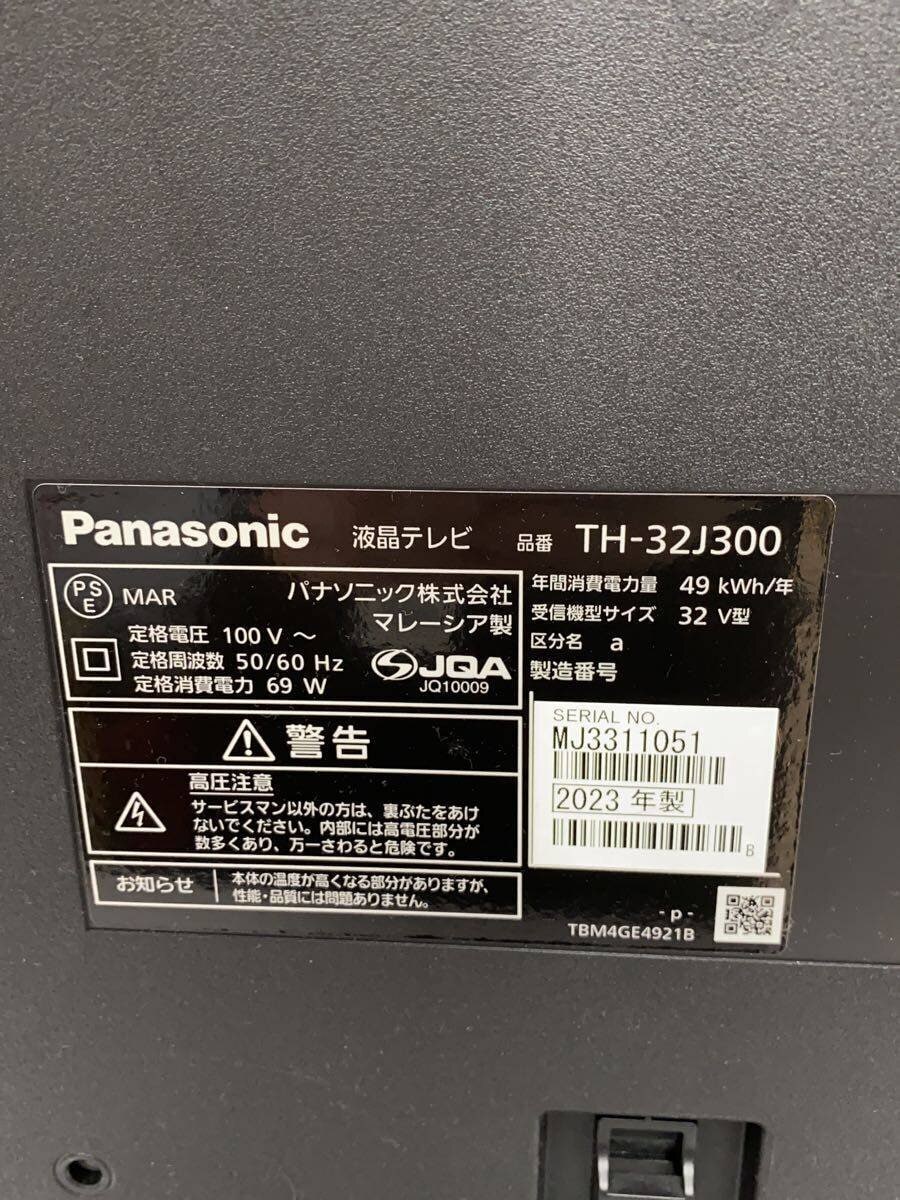 Panasonic 液晶テレビ 品番 TH-32J300
PS
E
MAR
パナソニック株式会社
マレーシア製
定格電圧 100 V ～
定格周波数 50/60 Hz
定格消費電力 69 W
JQA
JQ10009
年間消費電力量 49 kWh/年
受信機型サイズ 32 V型
区分名 a
製造番号
SERIAL NO.
MJ3311051
2023 年製
B
警告
高圧注意
サービスマン以外の方は、裏ぶたをあけ
ないでください。内部には高電圧部分が
数多くあり、万一さわると危険です。
お知らせ
本体の温度が高くなる部分がありますが、
性能・品質には問題ありません。
- p -
TBM4GE4921B